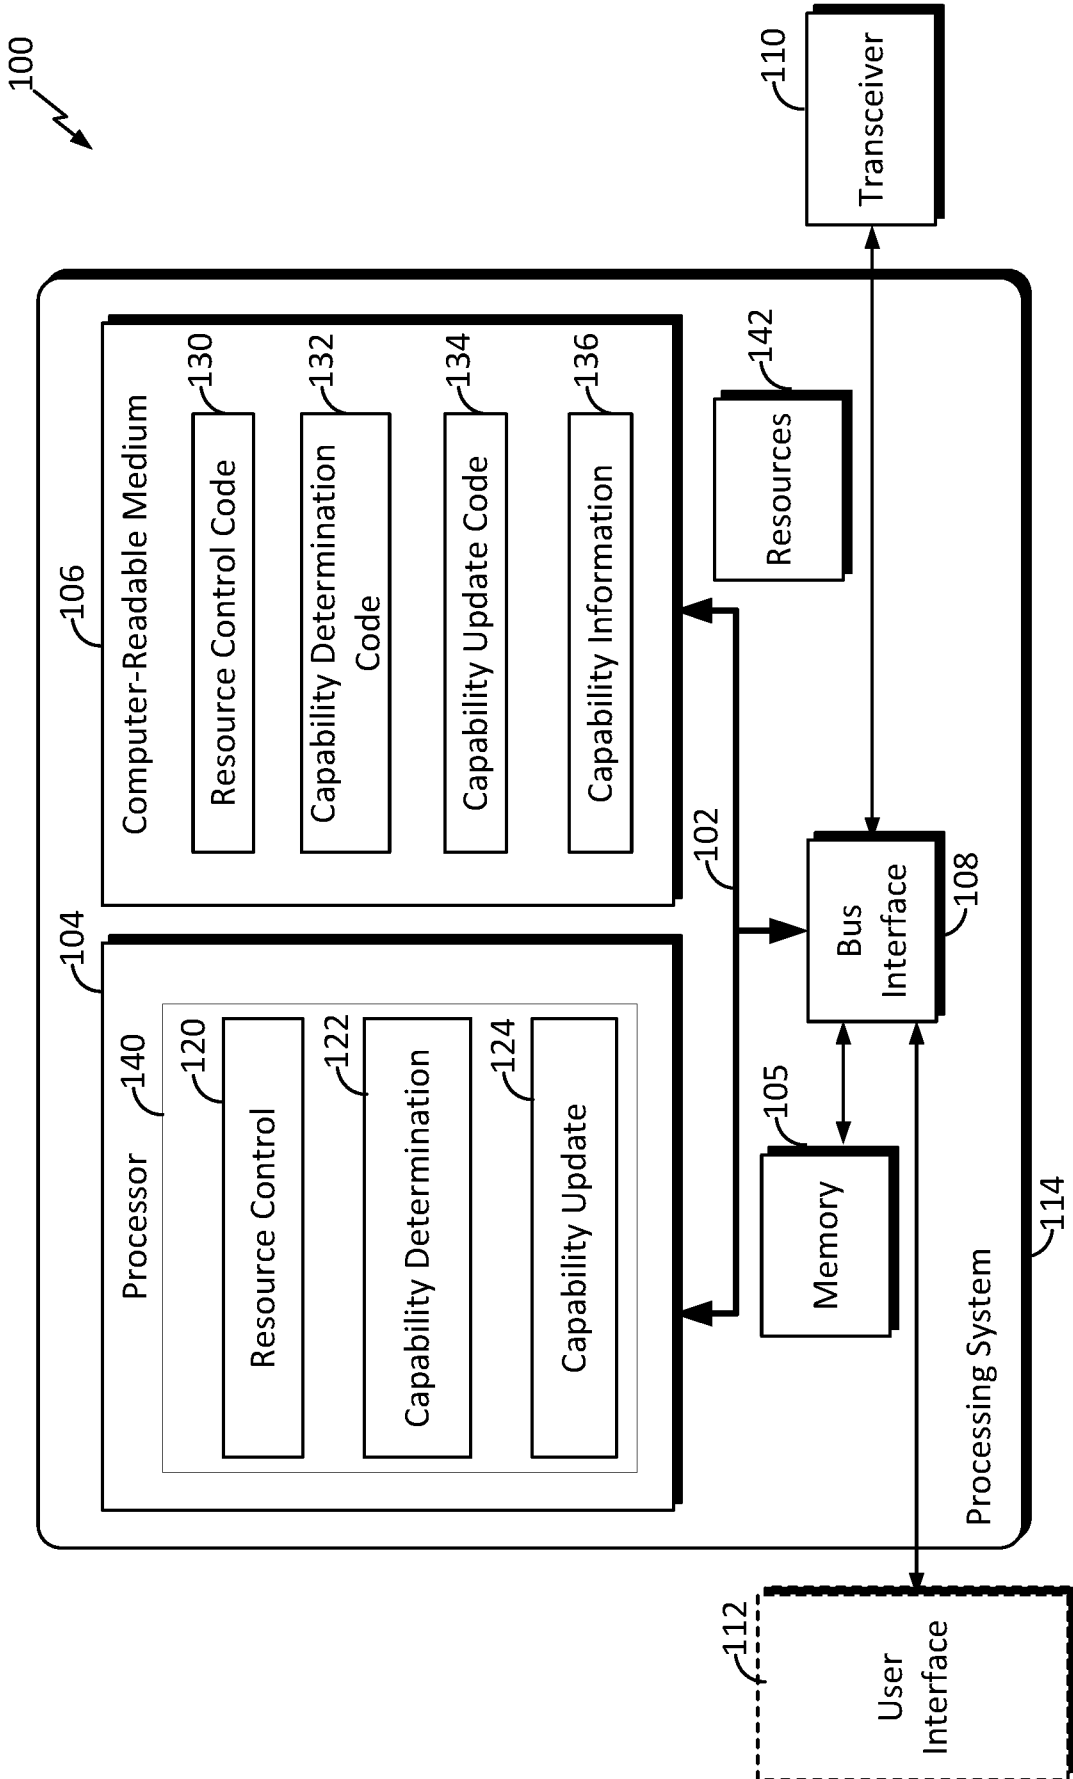 100
104
106
Processor
Computer-Readable Medium
140
120
Resource Control
122
Capability Determination
124
Capability Update
130
Resource Control Code
132
Capability Determination
Code
134
Capability Update Code
136
Capability Information
102
142
Resources
105
Memory
Bus
Interface
108
110
Transceiver
112
User
Interface
Processing System
114